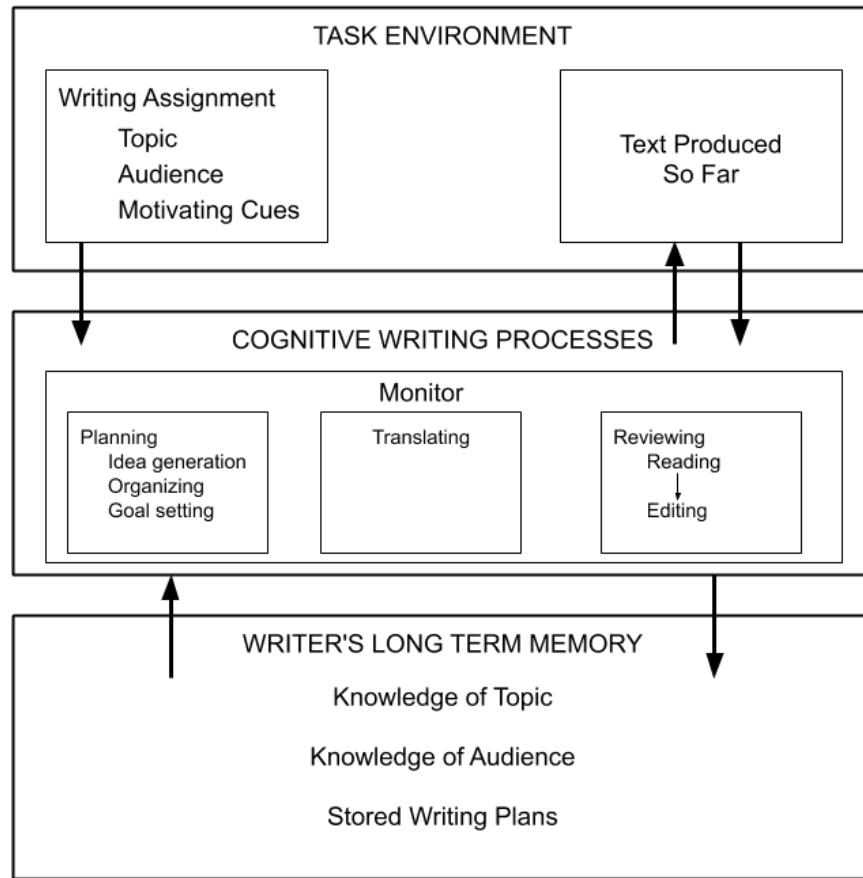 TASK ENVIRONMENT
Writing Assignment
Topic
Audience
Motivating Cues
Text Produced
So Far
COGNITIVE WRITING PROCESSES
Monitor
Planning
Idea generation
Organizing
Goal setting
Translating
Reviewing
Reading
Editing
WRITER'S LONG TERM MEMORY
Knowledge of Topic
Knowledge of Audience
Stored Writing Plans